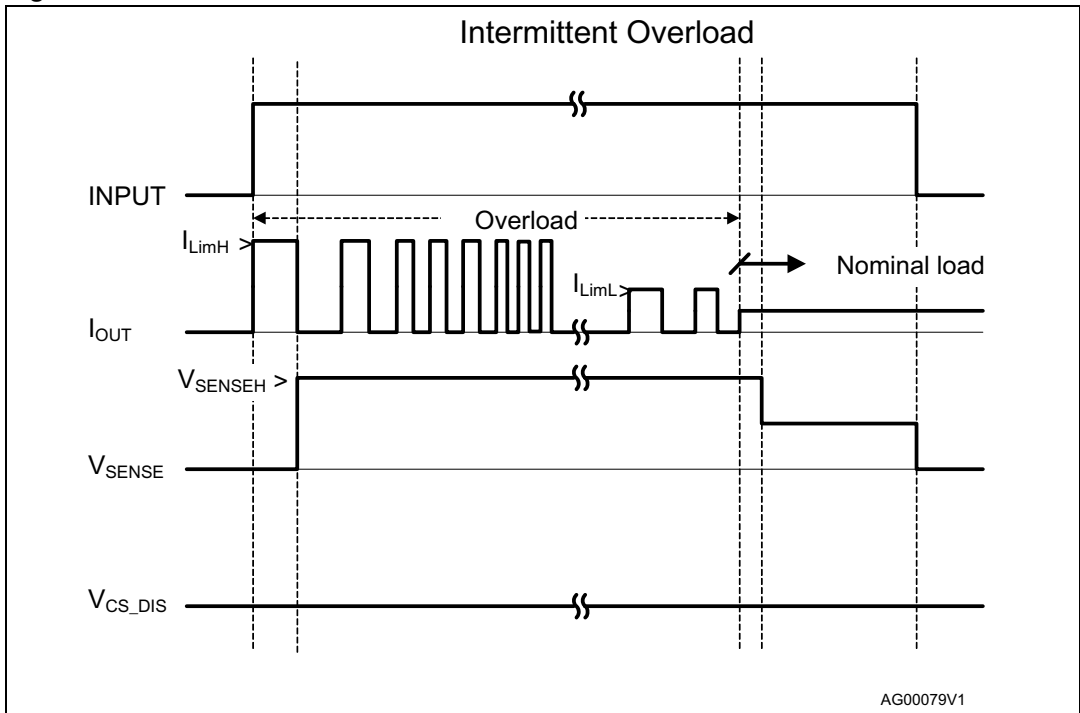 Intermittent Overload
INPUT
Overload
I_LimH >
Nominal load
I_LimL >
I_OUT
V_SENSEH >
V_SENSE
V_CS_DIS
AG00079V1